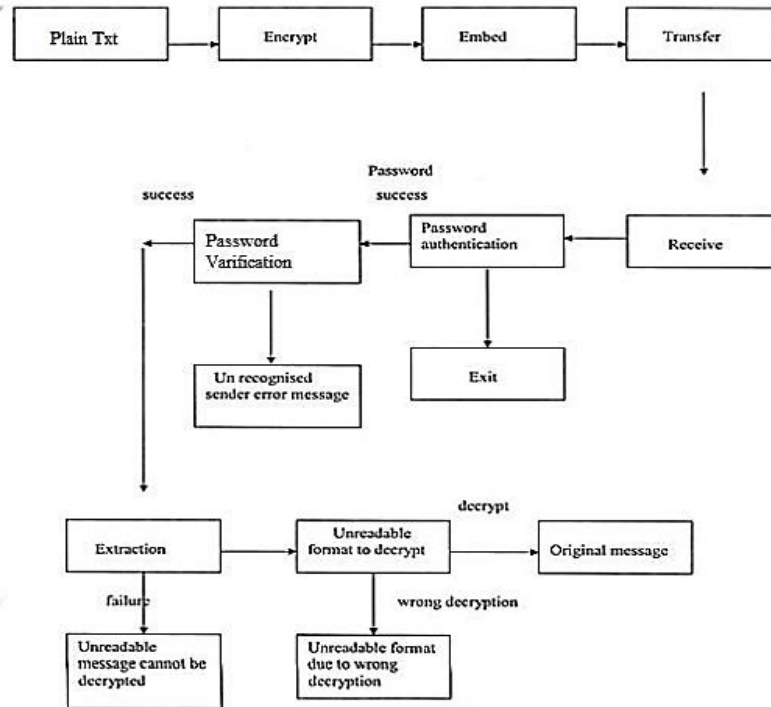 Plain Txt
Encrypt
Embed
Transfer
Password
success
success
Password
Varification
Password
authentication
Receive
Un recognised
sender error message
Exit
decrypt
Extraction
Unreadable
format to decrypt
Original message
failure
wrong decryption
Unreadable
message cannot be
decrypted
Unreadable format
due to wrong
decryption